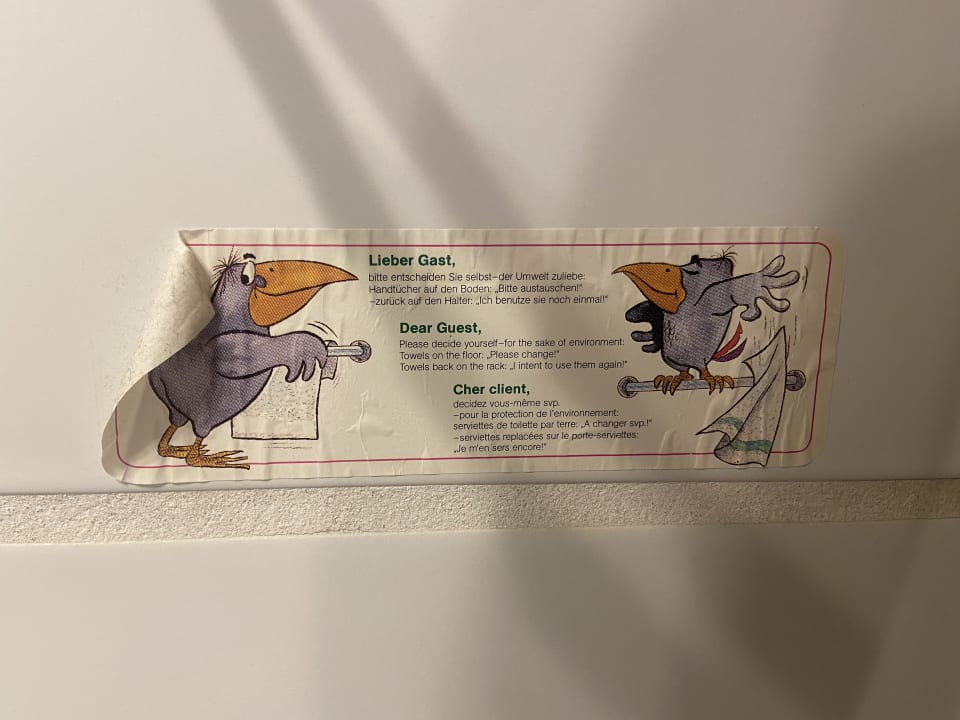 Lieber Gast,
bitte entscheiden Sie selbst–der Umwelt zuliebe:
Handtücher auf den Boden: „Bitte austauschen!“
–zurück auf den Halter: „Ich benutze sie noch einmal!“
Dear Guest,
Please decide yourself–for the sake of environment:
Towels on the floor: „Please change!“
Towels back on the rack: „I intent to use them again!“
Cher client,
decidez vous-même svp.
–pour la protection de l'environnement:
serviettes de toilette par terre: „A changer svp.!“
–serviettes replacées sur le porte-serviettes:
„Je m'en sers encore!“